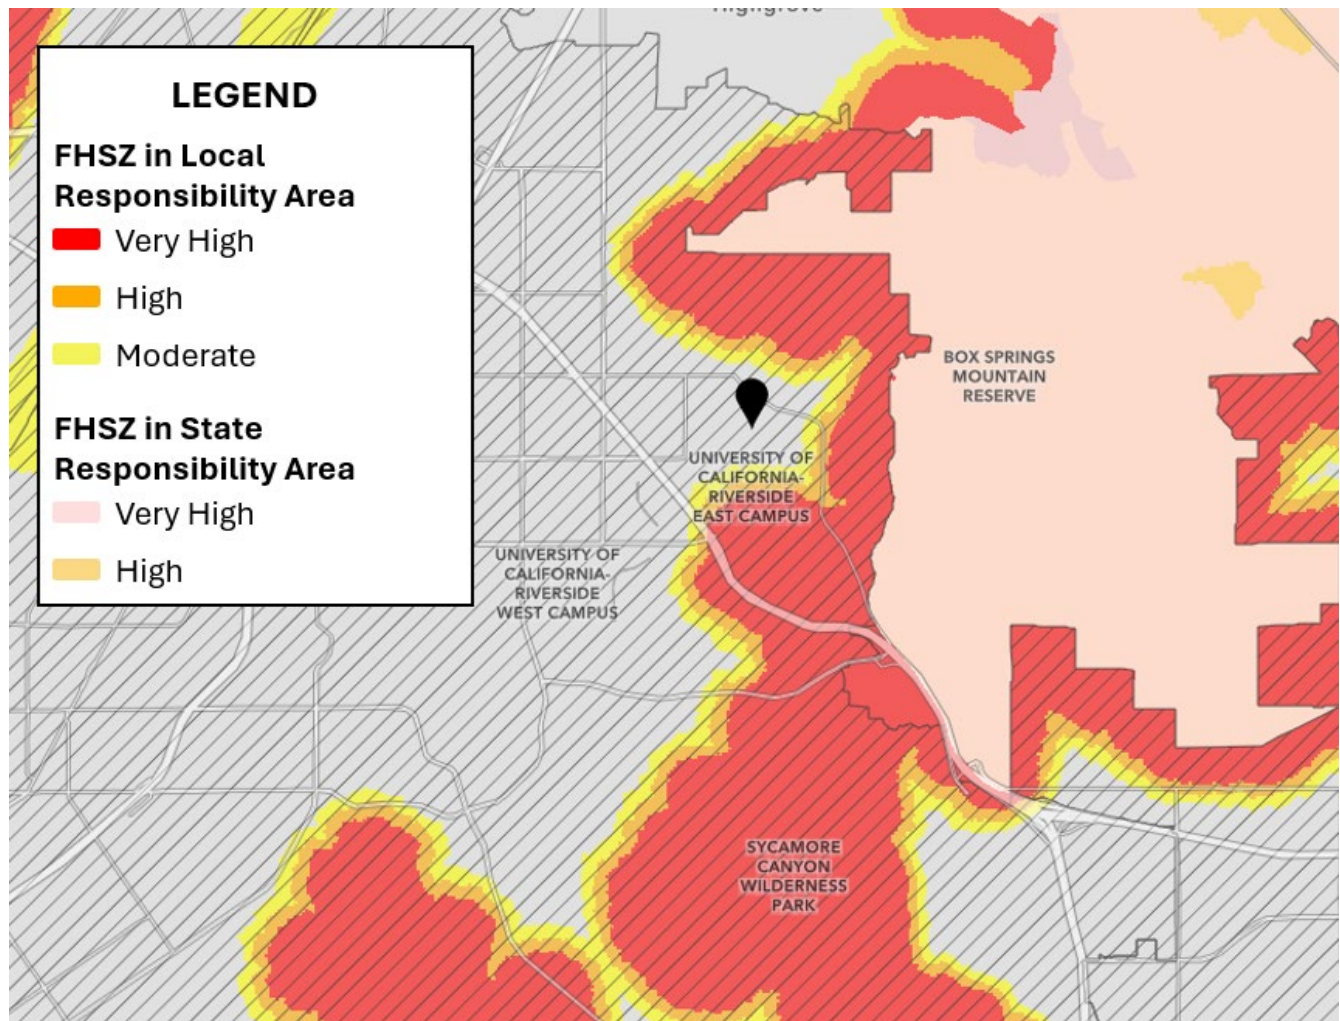 Highgrove
LEGEND
FHSZ in Local
Responsibility Area
Very High
High
Moderate
FHSZ in State
Responsibility Area
Very High
High
BOX SPRINGS
MOUNTAIN
RESERVE
UNIVERSITY OF
CALIFORNIA-
RIVERSIDE
EAST CAMPUS
UNIVERSITY OF
CALIFORNIA-
RIVERSIDE
WEST CAMPUS
SYCAMORE
CANYON
WILDERNESS
PARK